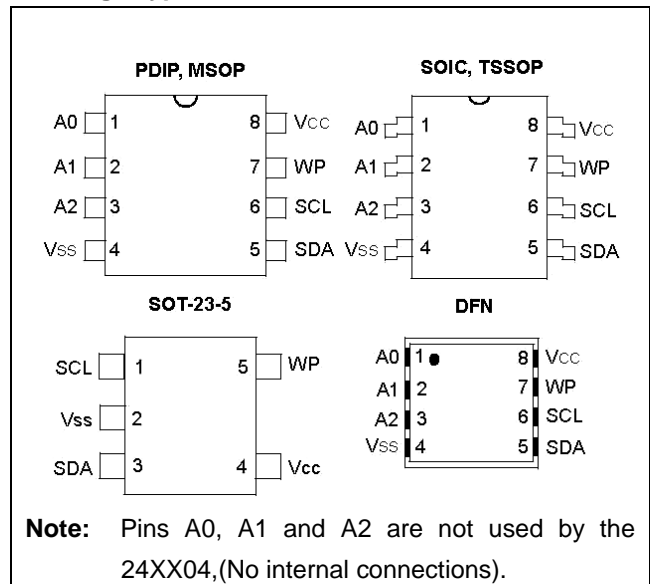 PDIP, MSOP
A0 1 8 VCC
A1 2 7 WP
A2 3 6 SCL
VSS 4 5 SDA
SOIC, TSSOP
A0 1 8 VCC
A1 2 7 WP
A2 3 6 SCL
VSS 4 5 SDA
SOT-23-5
SCL 1 5 WP
Vss 2
SDA 3 4 Vcc
DFN
A0 1 8 VCC
A1 2 7 WP
A2 3 6 SCL
VSS 4 5 SDA
Note: Pins A0, A1 and A2 are not used by the
24XX04,(No internal connections).